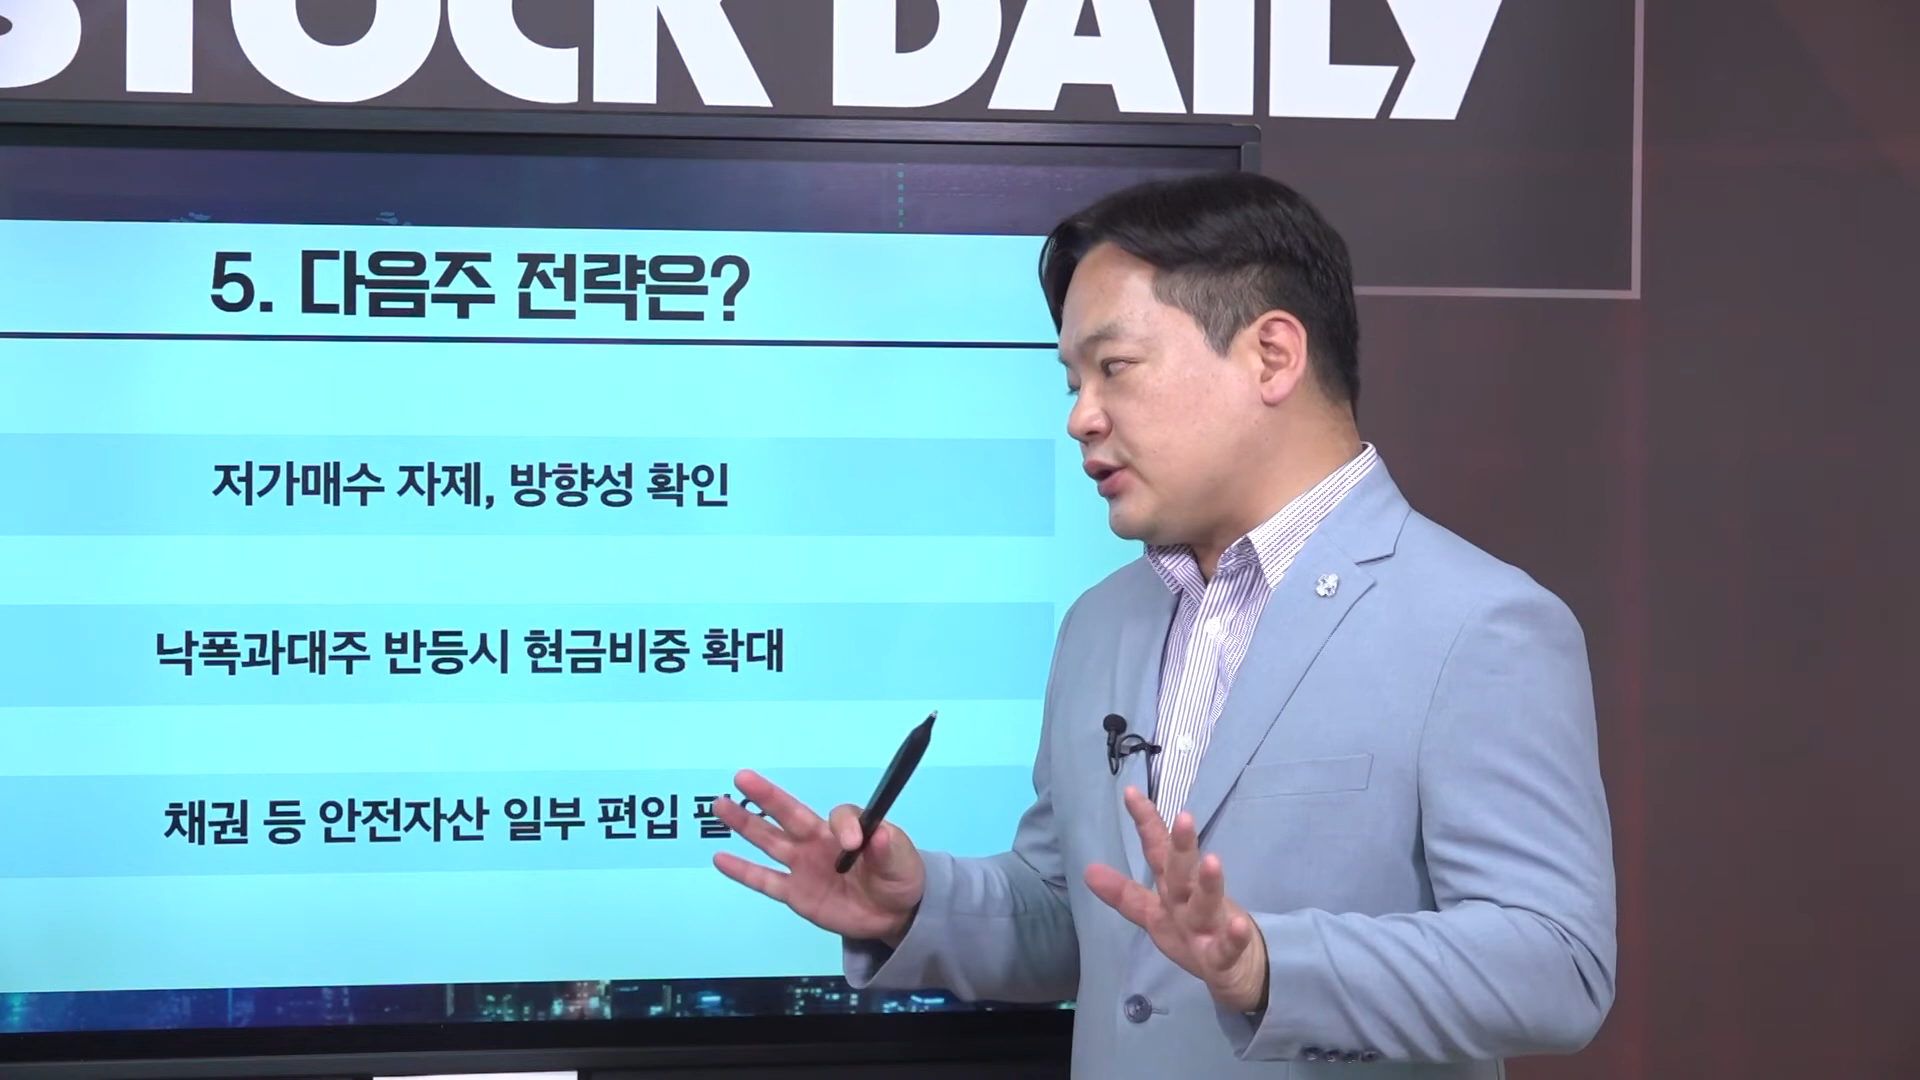 STOCK DAILY
5. 다음주 전략은?
저가매수 자제, 방향성 확인
낙폭과대주 반등시 현금비중 확대
채권 등 안전자산 일부 편입